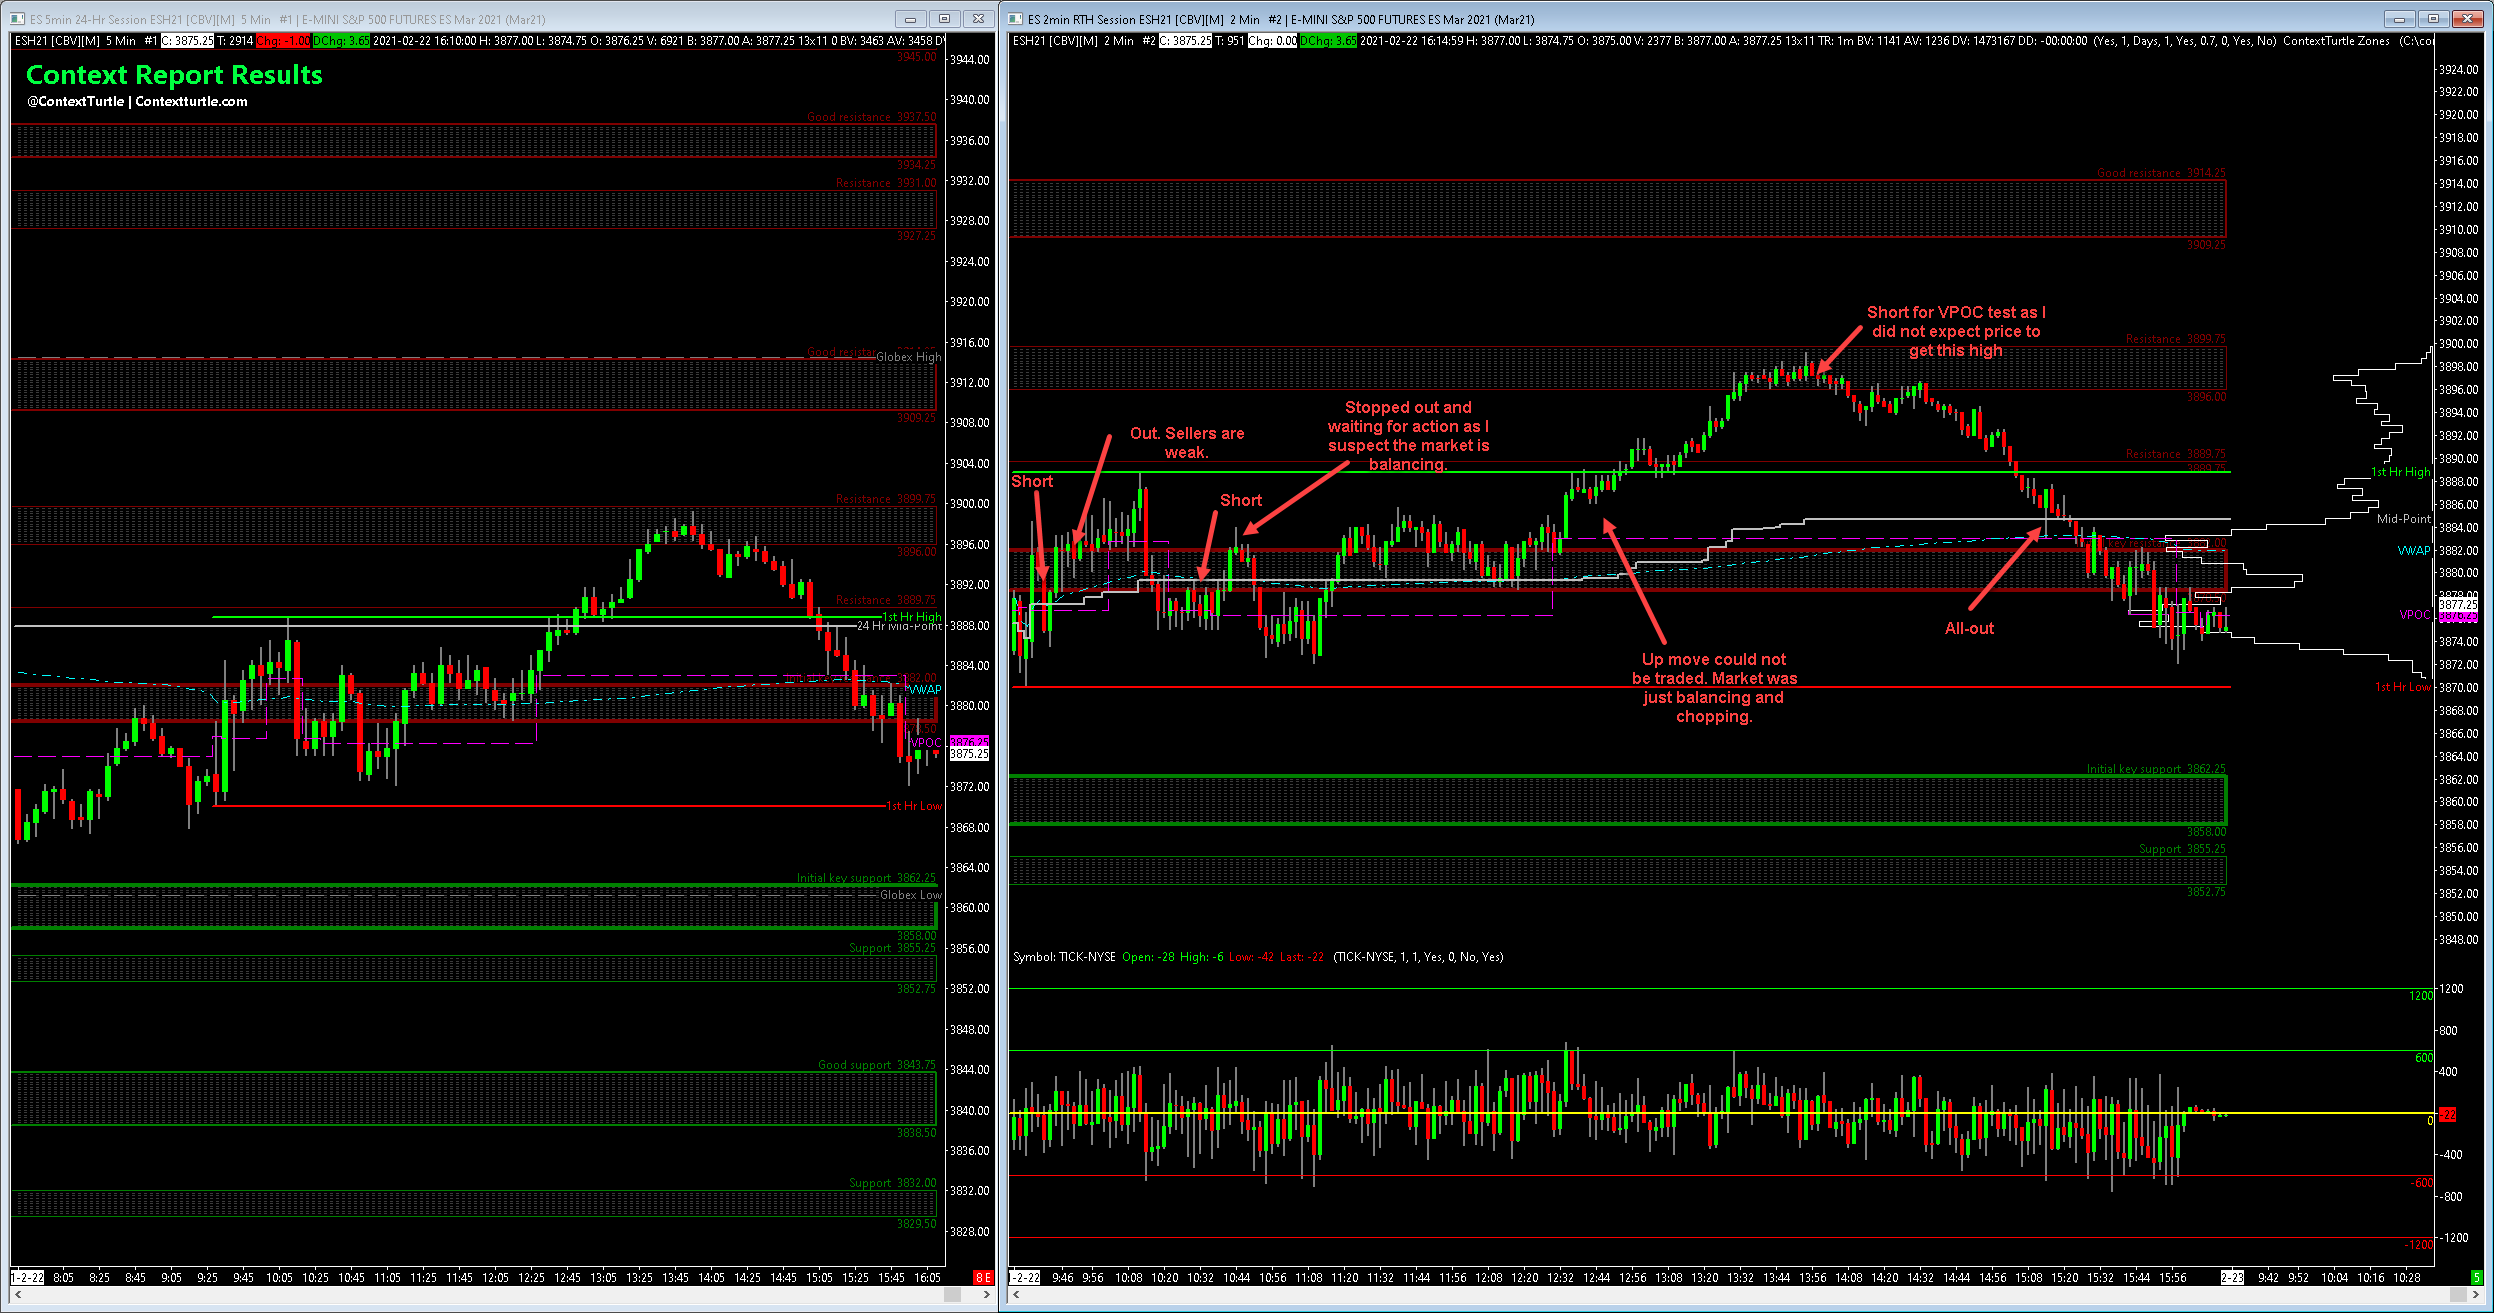 ES 5min 24-Hr Session ESH21 [CBV][M] 5 Min #1 | E-MINI S&P 500 FUTURES ES Mar 2021 (Mar21)
ESH21 [CBV][M] 5 Min #1 C: 3875.25 T: 2914 Chg: -1.00 DChg: 3.65 2021-02-22 16:10:00 H: 3877.00 L: 3874.75 O: 3876.25 V: 6921 B: 3877.00 A: 3877.25 13x11 0 BV: 3463 AV: 3458
Context Report Results
@ContextTurtle | Contextturtle.com
3945.00
Good resistance 3937.50
3934.25
Resistance 3931.00
3927.25
Globex High
3909.25
Resistance 3899.75
3896.00
Resistance 3889.75
1st Hr High
24 Hr Mid-Point
3882.00
VWAP
VPOC
1st Hr Low
Initial key support 3862.25
Globex Low
3858.00
Support 3855.25
3852.75
Good support 3843.75
3838.50
Support 3832.00
3829.50
3944.00
3940.00
3936.00
3932.00
3928.00
3924.00
3920.00
3916.00
3912.00
3908.00
3904.00
3900.00
3896.00
3892.00
3888.00
3884.00
3880.00
3876.25
3875.25
3872.00
3868.00
3864.00
3860.00
3856.00
3852.00
3848.00
3844.00
3840.00
3836.00
3832.00
3828.00
1-2-22 8:05 8:25 8:45 9:05 9:25 9:45 10:05 10:25 10:45 11:05 11:25 11:45 12:05 12:25 12:45 13:05 13:25 13:45 14:05 14:25 14:45 15:05 15:25 15:45 16:05 8 E
ES 2min RTH Session ESH21 [CBV][M] 2 Min #2 | E-MINI S&P 500 FUTURES ES Mar 2021 (Mar21)
ESH21 [CBV][M] 2 Min #2 C: 3875.25 T: 951 Chg: 0.00 DChg: 3.65 2021-02-22 16:14:59 H: 3877.00 L: 3874.75 O: 3875.00 V: 2377 B: 3877.00 A: 3877.25 13x11 TR: 1m BV: 1141 AV: 1236 DV: 1473167 DD: -00:00:00 (Yes, 1, Days, 1, Yes, 0.7, 0, Yes, No) ContextTurtle Zones
Good resistance 3914.25
3909.25
Short for VPOC test as I
did not expect price to
get this high
Resistance 3899.75
3896.00
Stopped out and
waiting for action as I
suspect the market is
balancing.
Out. Sellers are
weak.
Resistance 3889.75
1st Hr High
Short
Short
Mid-Point
VWAP
VPOC
All-out
Up move could not
be traded. Market was
just balancing and
chopping.
1st Hr Low
Initial key support 3862.25
3858.00
Support 3855.25
3852.75
3924.00
3922.00
3920.00
3918.00
3916.00
3914.00
3912.00
3910.00
3908.00
3906.00
3904.00
3902.00
3900.00
3898.00
3896.00
3894.00
3892.00
3890.00
3888.00
3886.00
3884.00
3882.00
3880.00
3877.25
3874.00
3872.00
3870.00
3868.00
3866.00
3864.00
3862.00
3860.00
3858.00
3856.00
3854.00
3852.00
3850.00
3848.00
Symbol: TICK-NYSE Open: -28 High: -6 Low: -42 Last: -22 (TICK-NYSE, 1, 1, Yes, 0, No, Yes)
1200 1200
800
600
400
-22
0
-400
-600
-800
-1200 -1200
-2-22 9:46 9:56 10:08 10:20 10:32 10:44 10:56 11:08 11:20 11:32 11:44 11:56 12:08 12:20 12:32 12:44 12:56 13:08 13:20 13:32 13:44 13:56 14:08 14:20 14:32 14:44 14:56 15:08 15:20 15:32 15:44 15:56 2-23 9:42 9:52 10:04 10:16 10:28 5